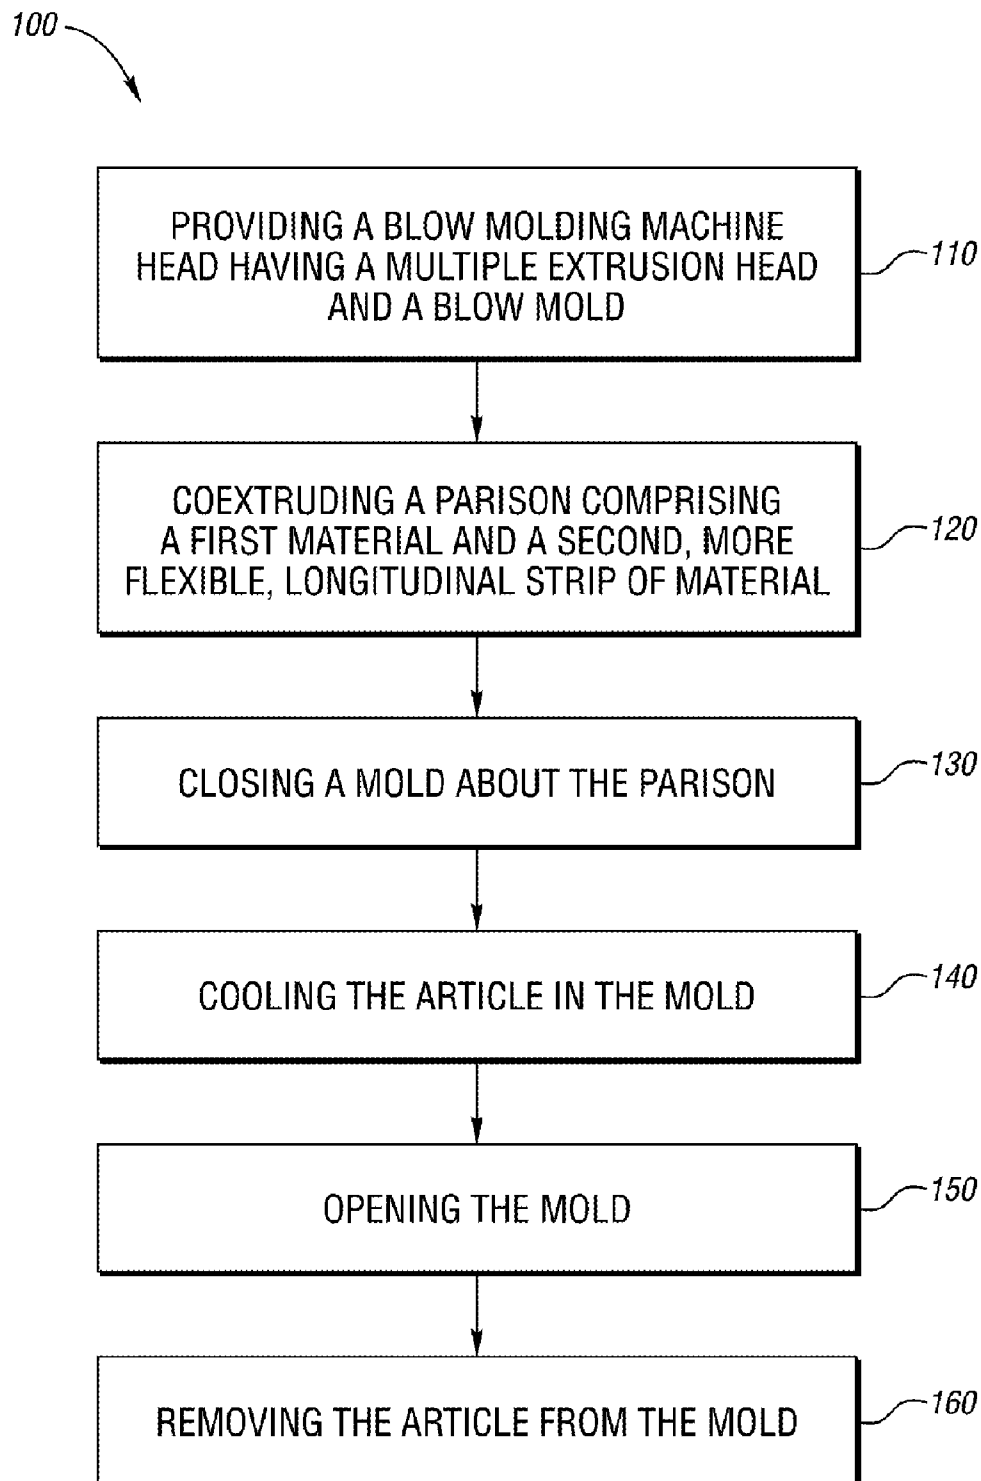 100
PROVIDING A BLOW MOLDING MACHINE
HEAD HAVING A MULTIPLE EXTRUSION HEAD
AND A BLOW MOLD
110
COEXTRUDING A PARISON COMPRISING
A FIRST MATERIAL AND A SECOND, MORE
FLEXIBLE, LONGITUDINAL STRIP OF MATERIAL
120
CLOSING A MOLD ABOUT THE PARISON
130
COOLING THE ARTICLE IN THE MOLD
140
OPENING THE MOLD
150
REMOVING THE ARTICLE FROM THE MOLD
160